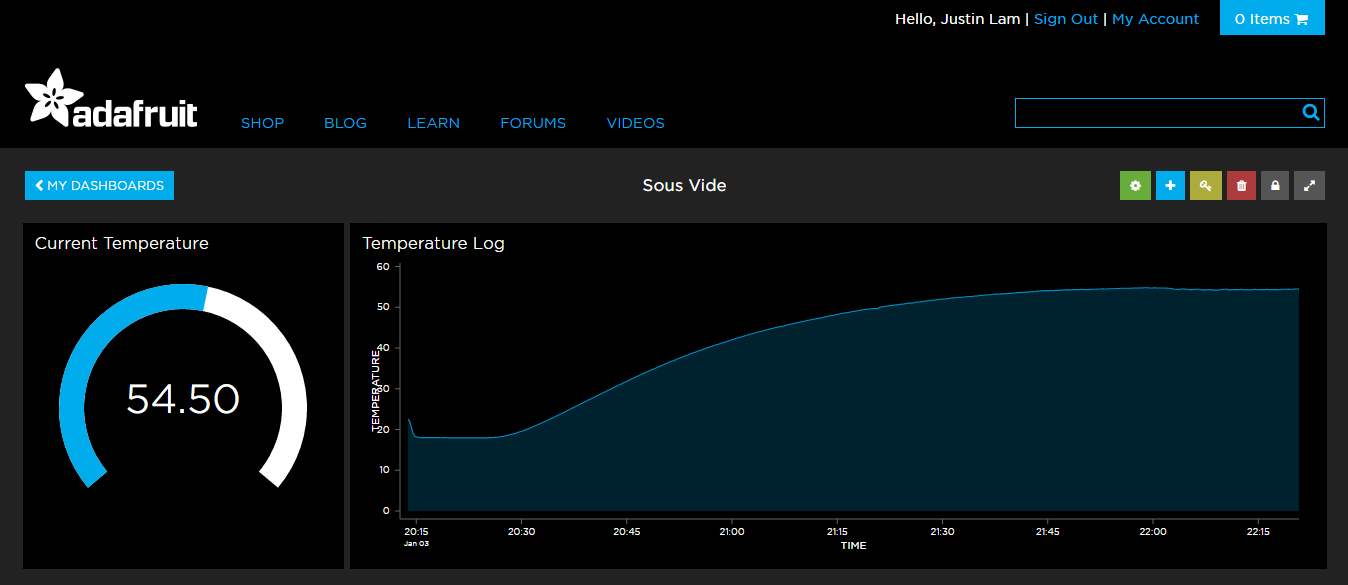 Hello, Justin Lam | Sign Out | My Account 0 Items
adafruit
SHOP BLOG LEARN FORUMS VIDEOS
MY DASHBOARDS
Sous Vide
Current Temperature
54.50
Temperature Log
60
50
40
30
20
10
0
TEMPERATURE
20:15 20:30 20:45 21:00 21:15 21:30 21:45 22:00 22:15
Jan 03
TIME